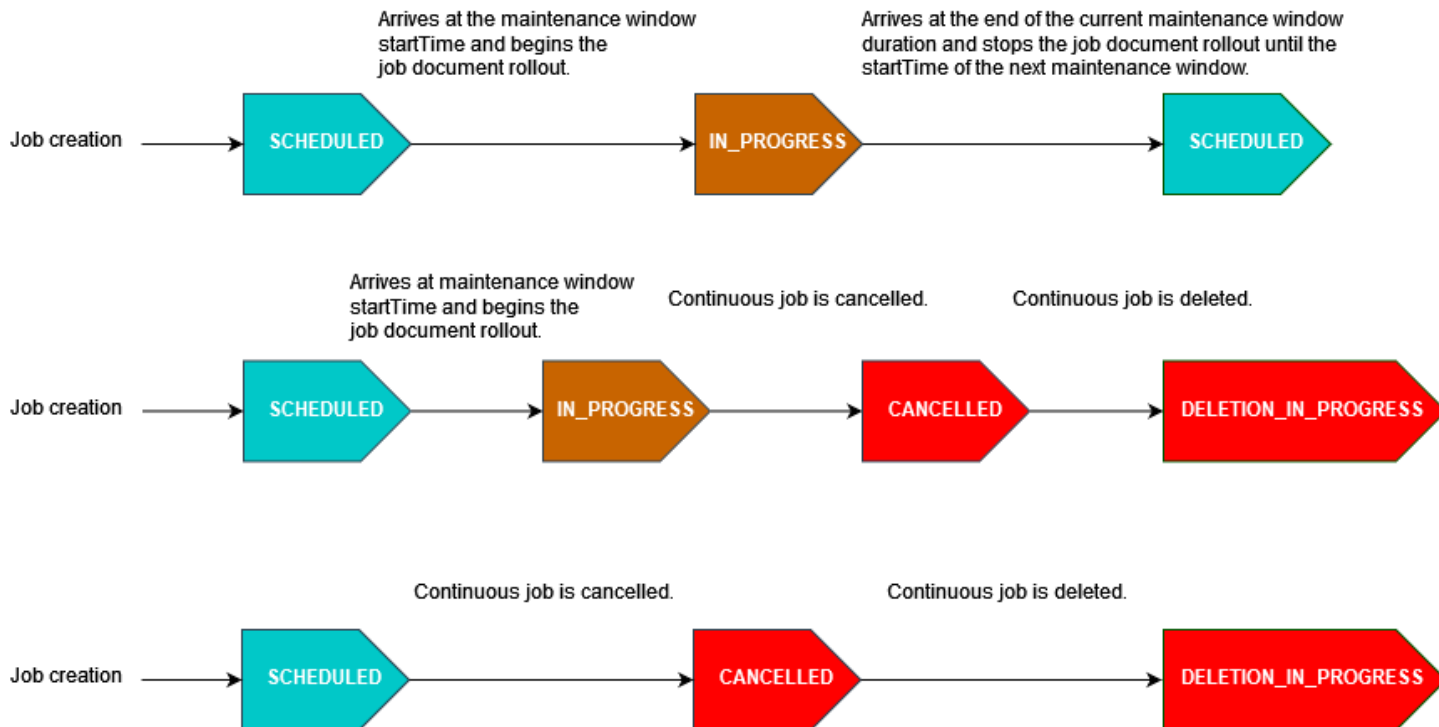 Arrives at the maintenance window
startTime and begins the
job document rollout.
Arrives at the end of the current maintenance window
duration and stops the job document rollout until the
startTime of the next maintenance window.
Job creation
SCHEDULED
IN_PROGRESS
SCHEDULED
Arrives at maintenance window
startTime and begins the
job document rollout.
Continuous job is cancelled.
Continuous job is deleted.
Job creation
SCHEDULED
IN_PROGRESS
CANCELLED
DELETION_IN_PROGRESS
Continuous job is cancelled.
Continuous job is deleted.
Job creation
SCHEDULED
CANCELLED
DELETION_IN_PROGRESS